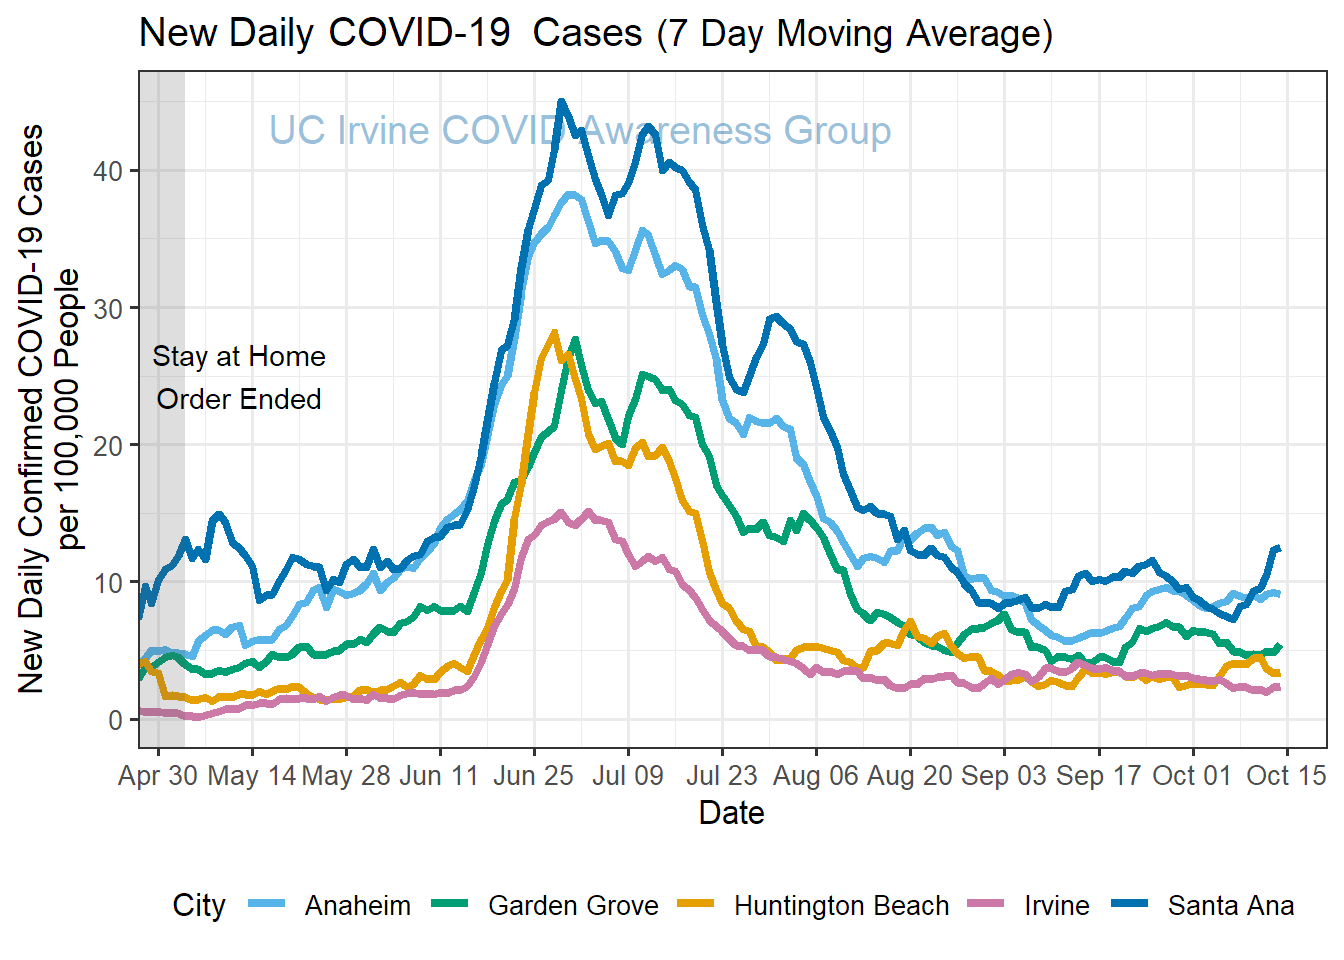 New Daily COVID-19 Cases (7 Day Moving Average)
UC Irvine COVID Awareness Group
New Daily Confirmed COVID-19 Cases
per 100,000 People
40
30
20
10
0
Stay at Home
Order Ended
Apr 30 May 14 May 28 Jun 11 Jun 25 Jul 09 Jul 23 Aug 06 Aug 20 Sep 03 Sep 17 Oct 01 Oct 15
Date
City Anaheim Garden Grove Huntington Beach Irvine Santa Ana